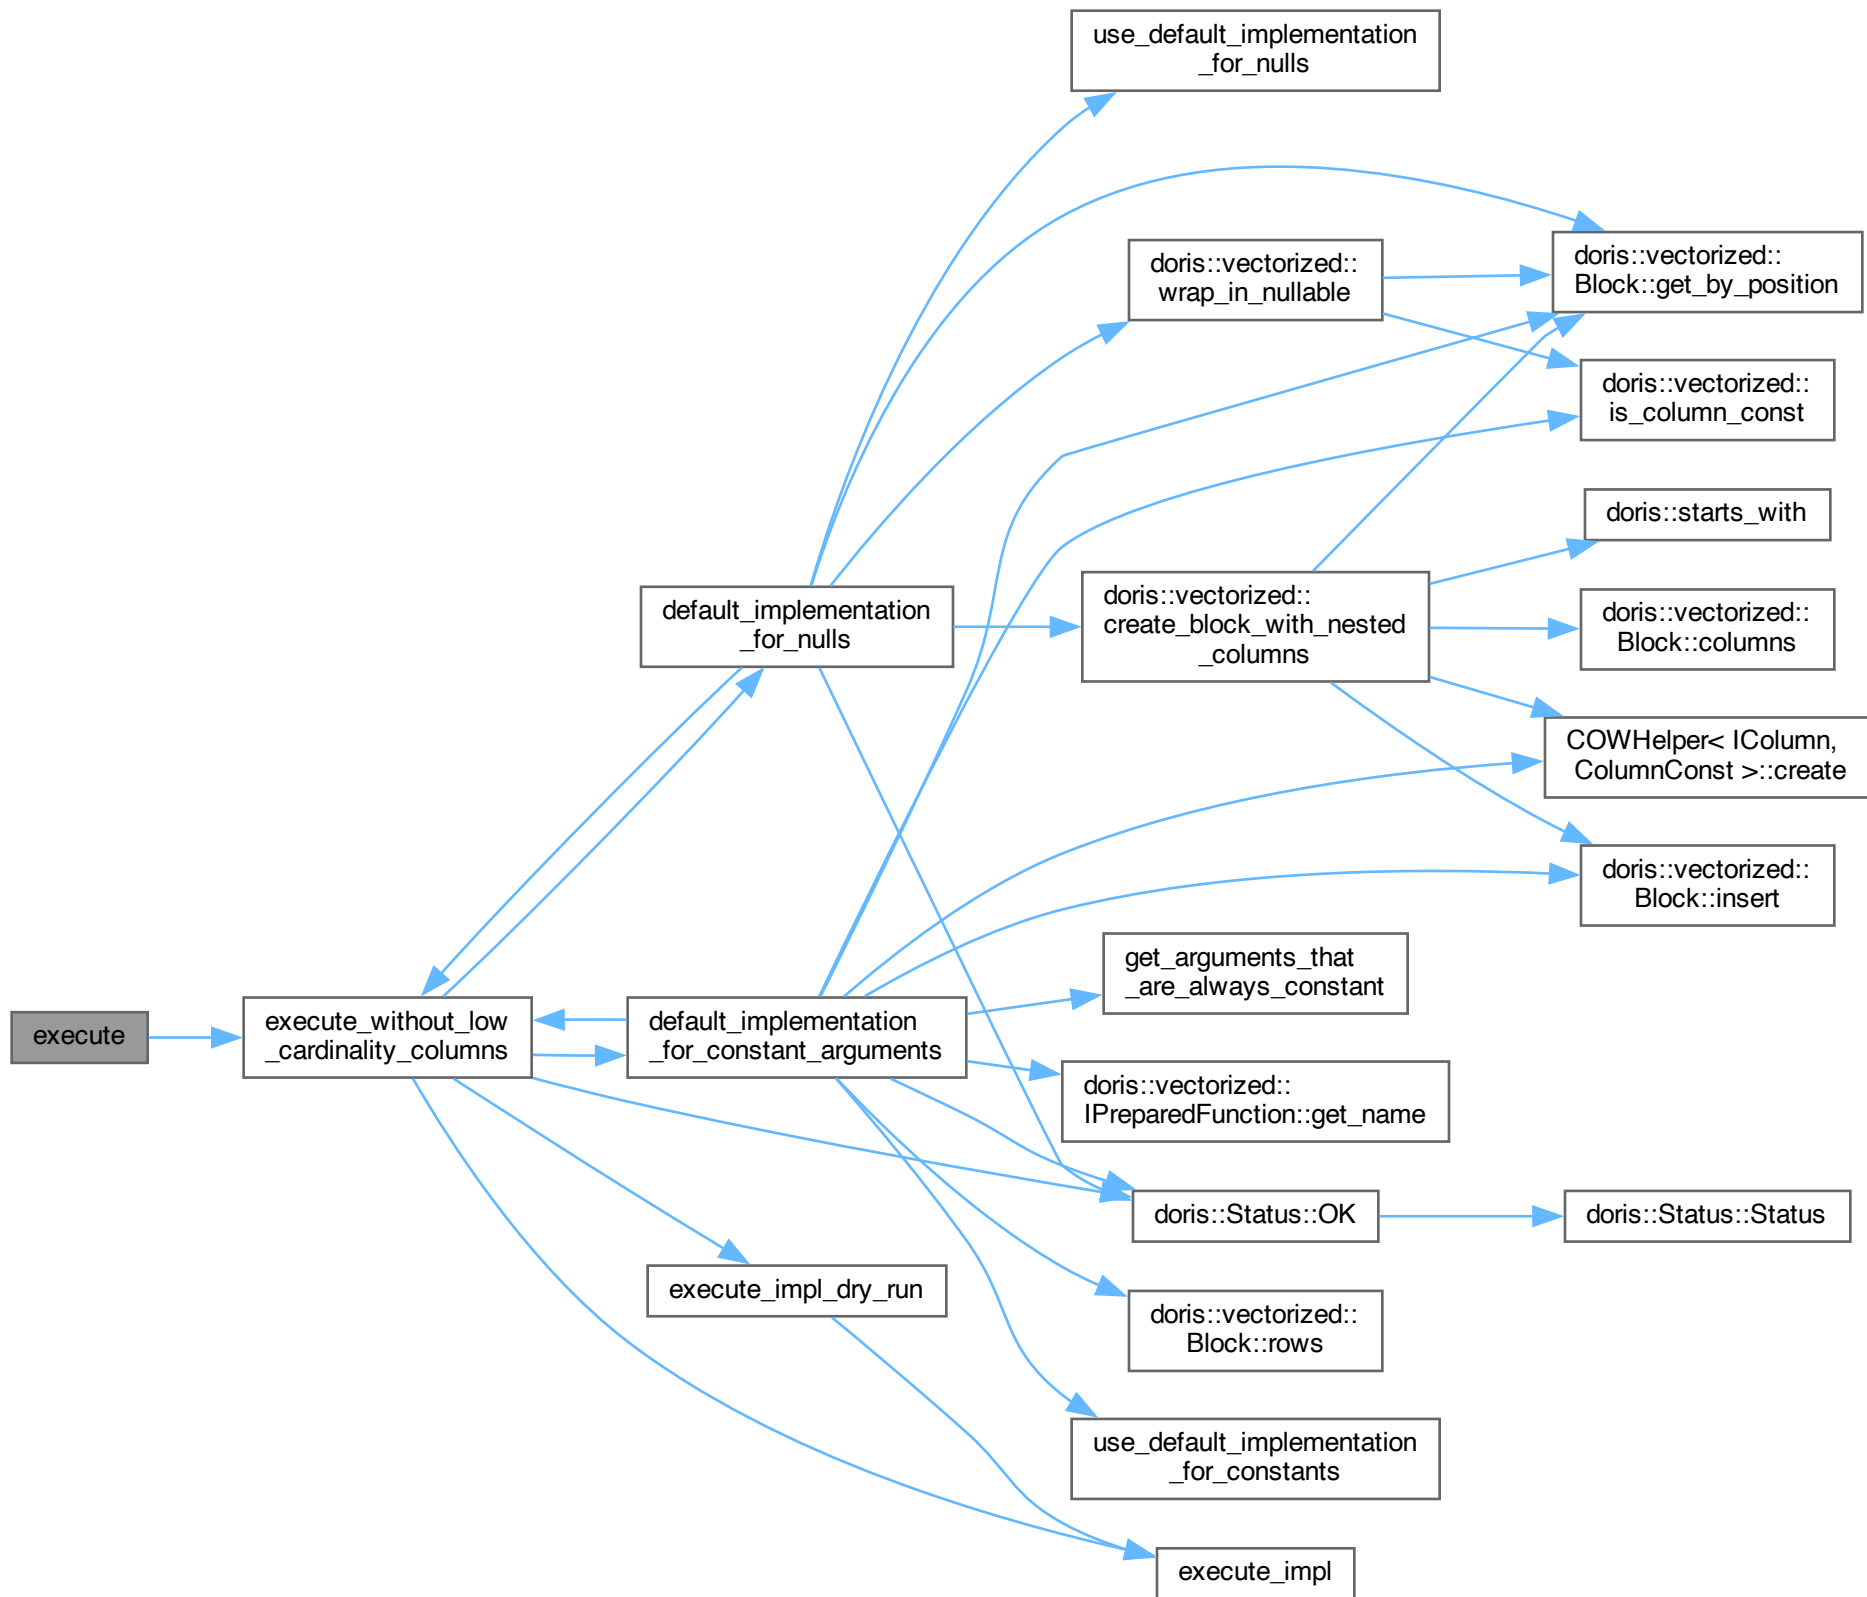 use_default_implementation
_for_nulls
doris::vectorized::
wrap_in_nullable
doris::vectorized::
Block::get_by_position
doris::vectorized::
is_column_const
doris::starts_with
default_implementation
_for_nulls
doris::vectorized::
create_block_with_nested
_columns
doris::vectorized::
Block::columns
COWHelper< IColumn,
ColumnConst >::create
doris::vectorized::
Block::insert
get_arguments_that
_are_always_constant
execute
execute_without_low
_cardinality_columns
default_implementation
_for_constant_arguments
doris::vectorized::
IPreparedFunction::get_name
doris::Status::OK
doris::Status::Status
execute_impl_dry_run
doris::vectorized::
Block::rows
use_default_implementation
_for_constants
execute_impl